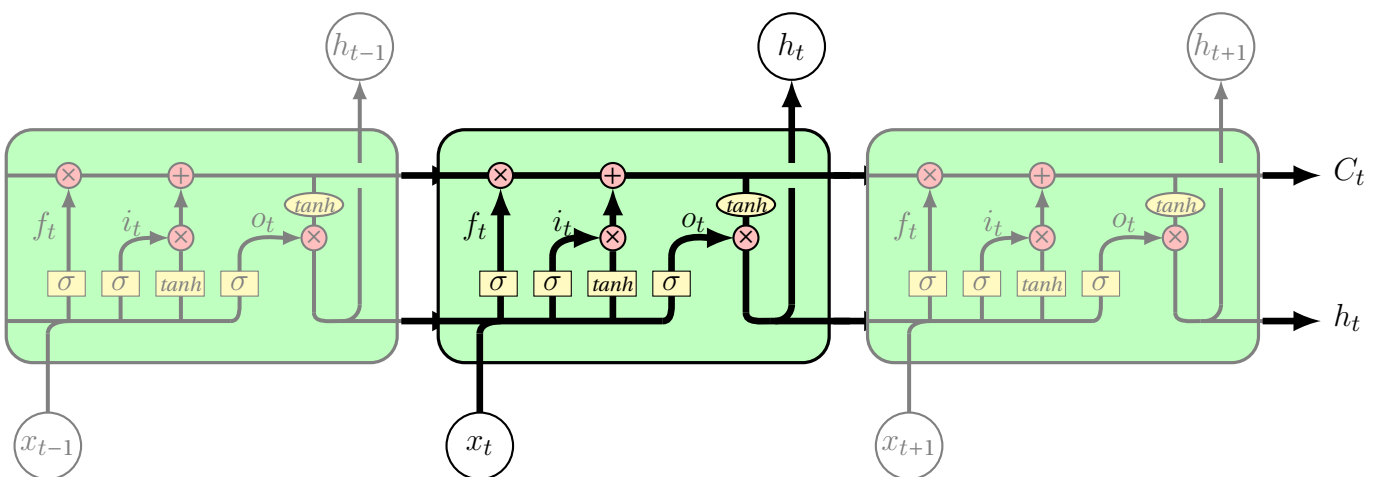 h_{t−1} h_t h_{t+1}
× + × + × + C_t
tanh tanh tanh
f_t i_t o_t f_t i_t o_t f_t i_t o_t
× × × × × ×
σ σ tanh σ σ σ tanh σ σ σ tanh σ
h_t
x_{t−1} x_t x_{t+1}